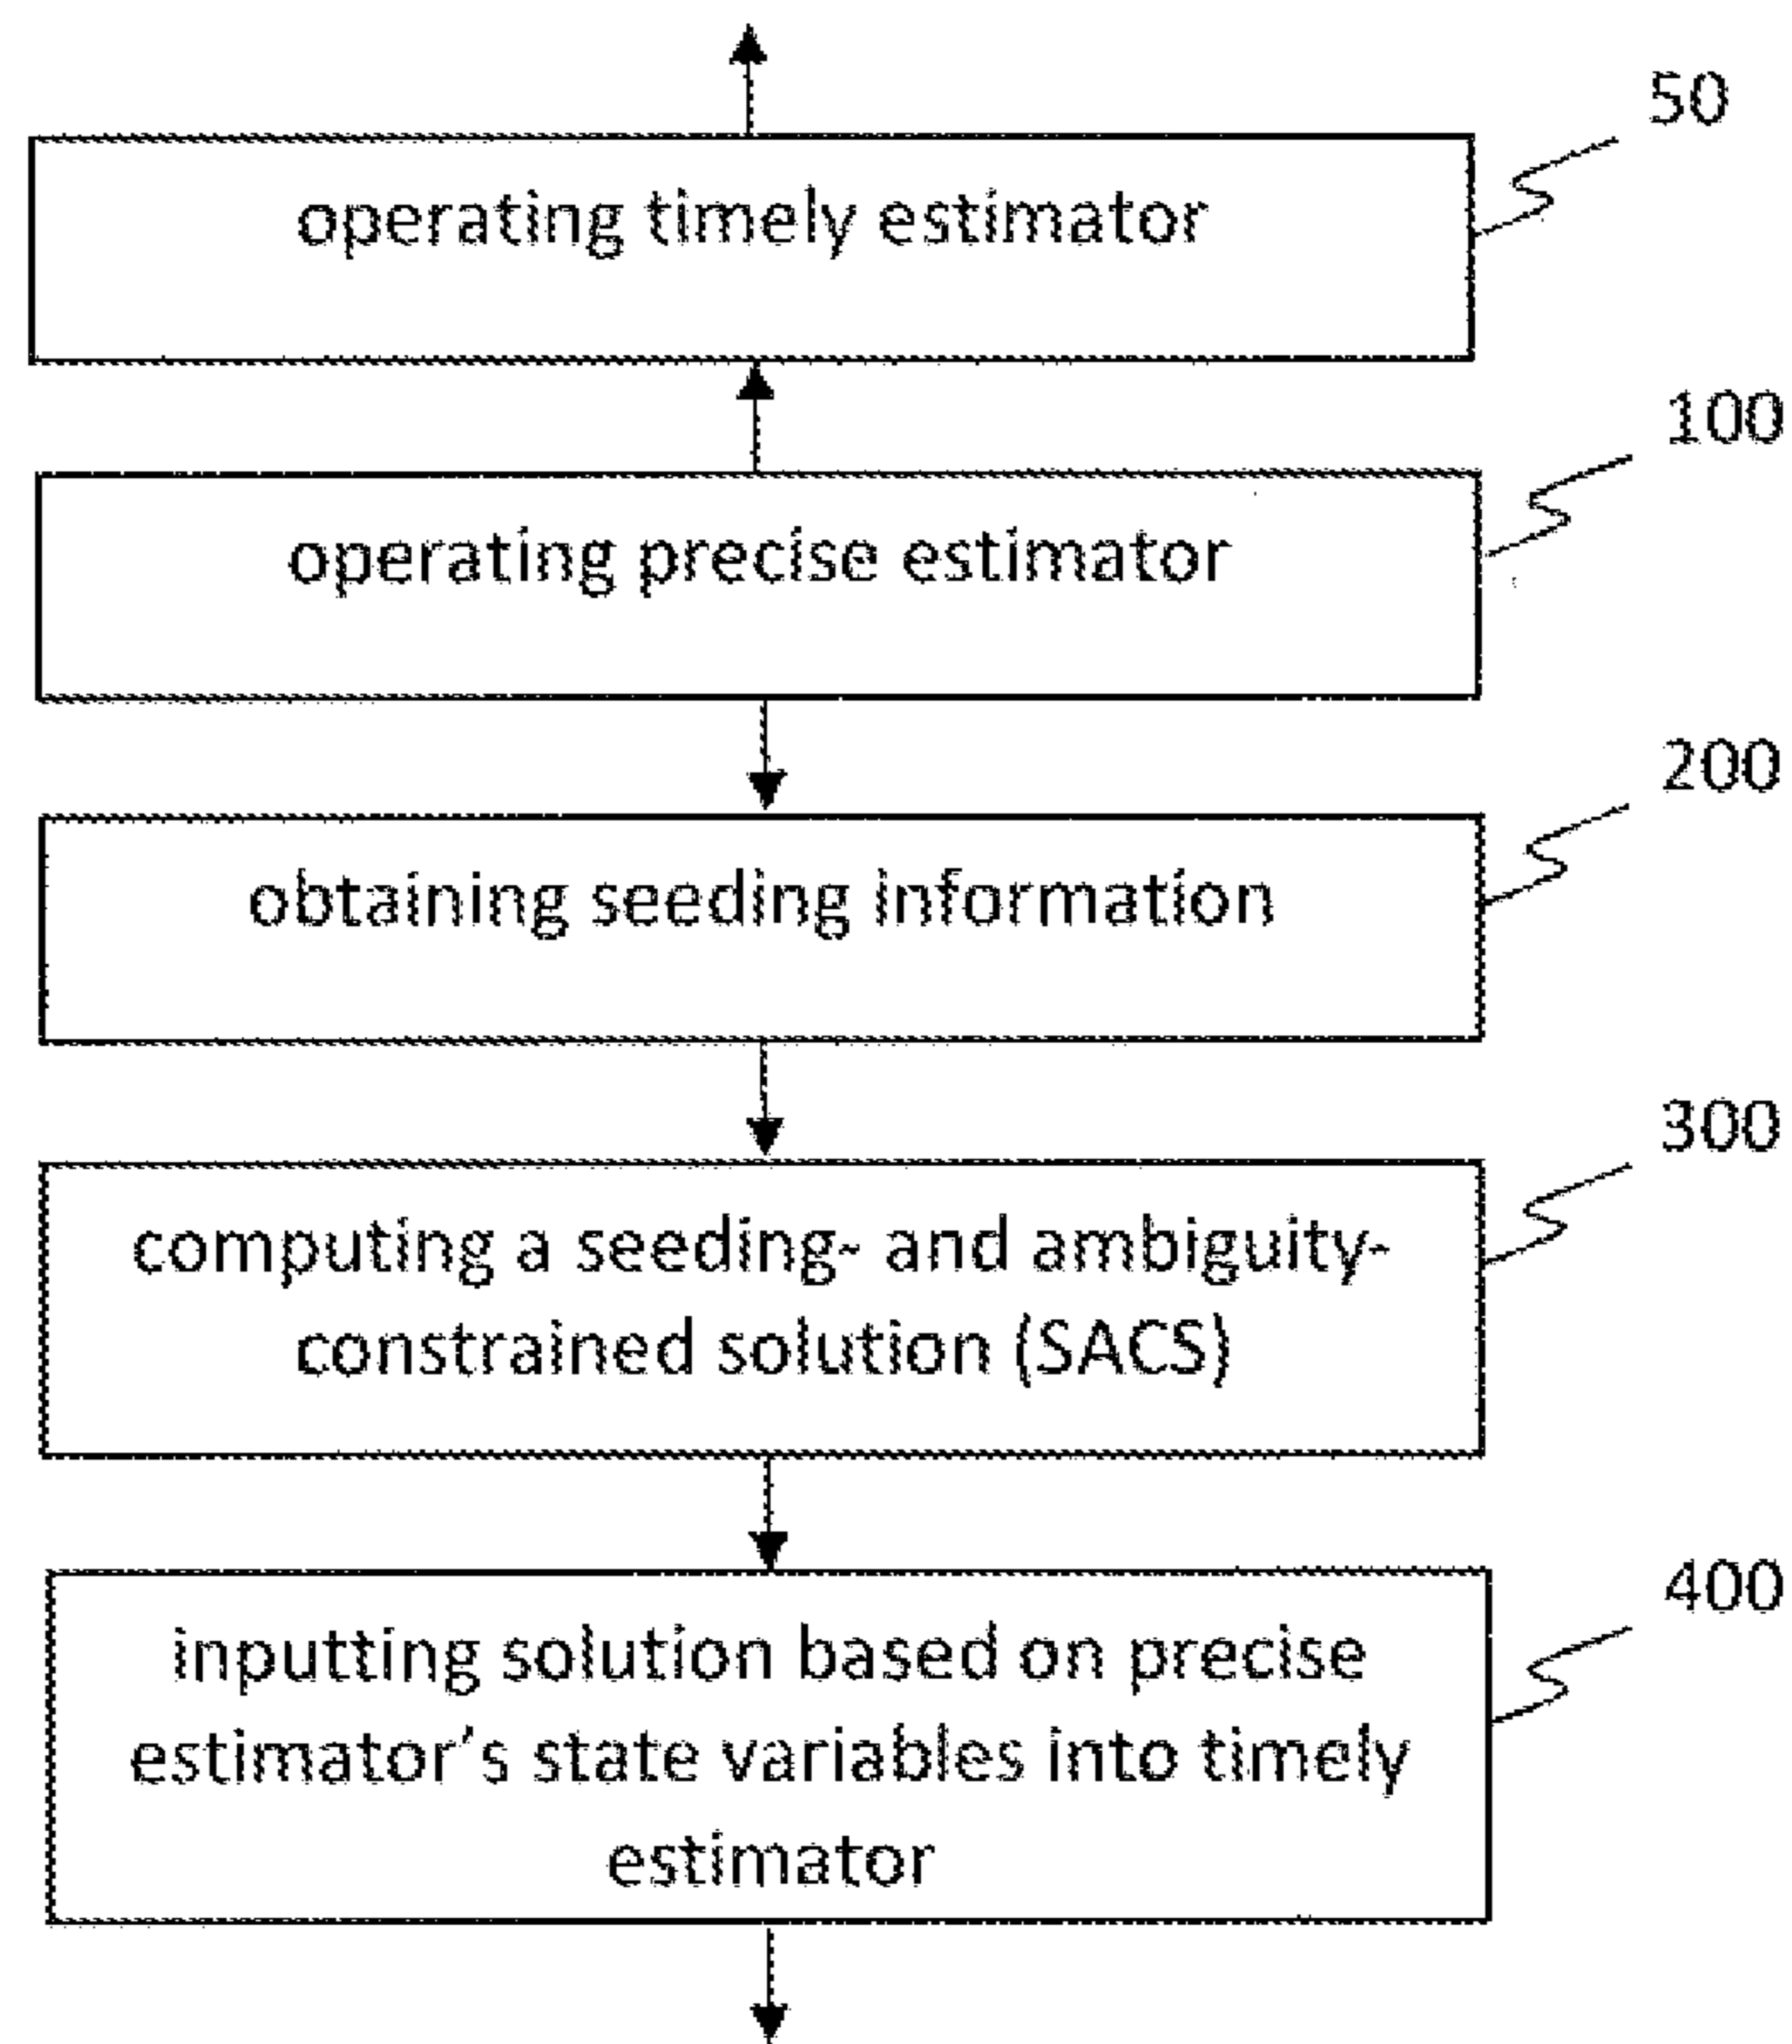 50
operating timely estimator
100
operating precise estimator
200
obtaining seeding information
300
computing a seeding- and ambiguity-
constrained solution (SACS)
400
inputting solution based on precise
estimator's state variables into timely
estimator